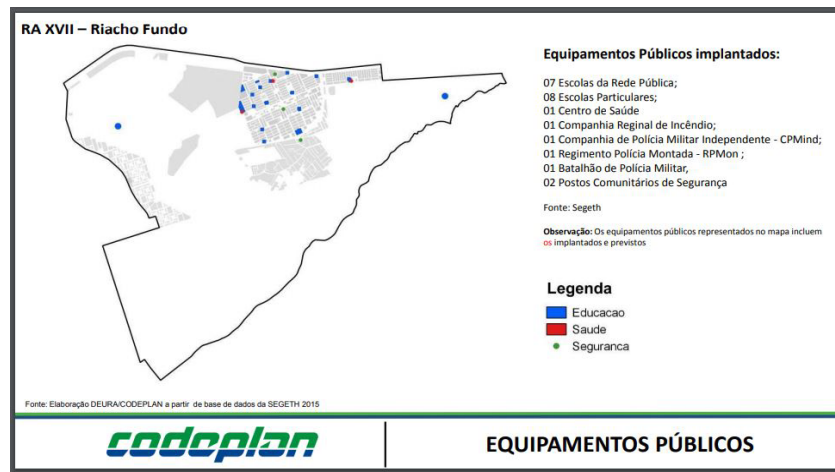 RA XVII – Riacho Fundo
Equipamentos Públicos implantados:
07 Escolas da Rede Pública;
08 Escolas Particulares;
01 Centro de Saúde
01 Companhia Reginal de Incêndio;
01 Companhia de Polícia Militar Independente - CPMind;
01 Regimento Polícia Montada - RPMon ;
01 Batalhão de Polícia Militar,
02 Postos Comunitários de Segurança
Fonte: Segeth
Observação: Os equipamentos públicos representados no mapa incluem
os implantados e previstos
Legenda
Educacao
Saude
Seguranca
Fonte: Elaboração DEURA/CODEPLAN a partir de base de dados da SEGETH 2015
codeplan
EQUIPAMENTOS PÚBLICOS